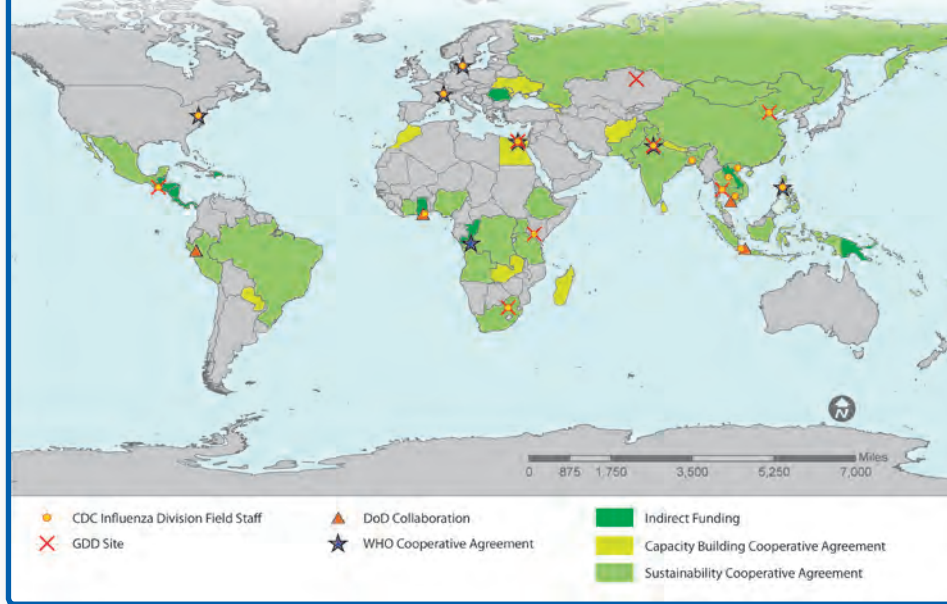 N
Miles
0 875 1,750 3,500 5,250 7,000
CDC Influenza Division Field Staff
GDD Site
DoD Collaboration
WHO Cooperative Agreement
Indirect Funding
Capacity Building Cooperative Agreement
Sustainability Cooperative Agreement